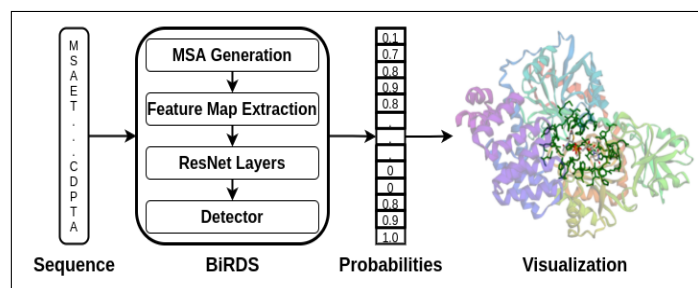 M
S
A
E
T
.
.
.
C
D
P
T
A
Sequence
MSA Generation
Feature Map Extraction
ResNet Layers
Detector
BiRDS
0.1
0.7
0.8
0.9
0.8
.
.
.
0
0
0.8
0.9
1.0
Probabilities
Visualization